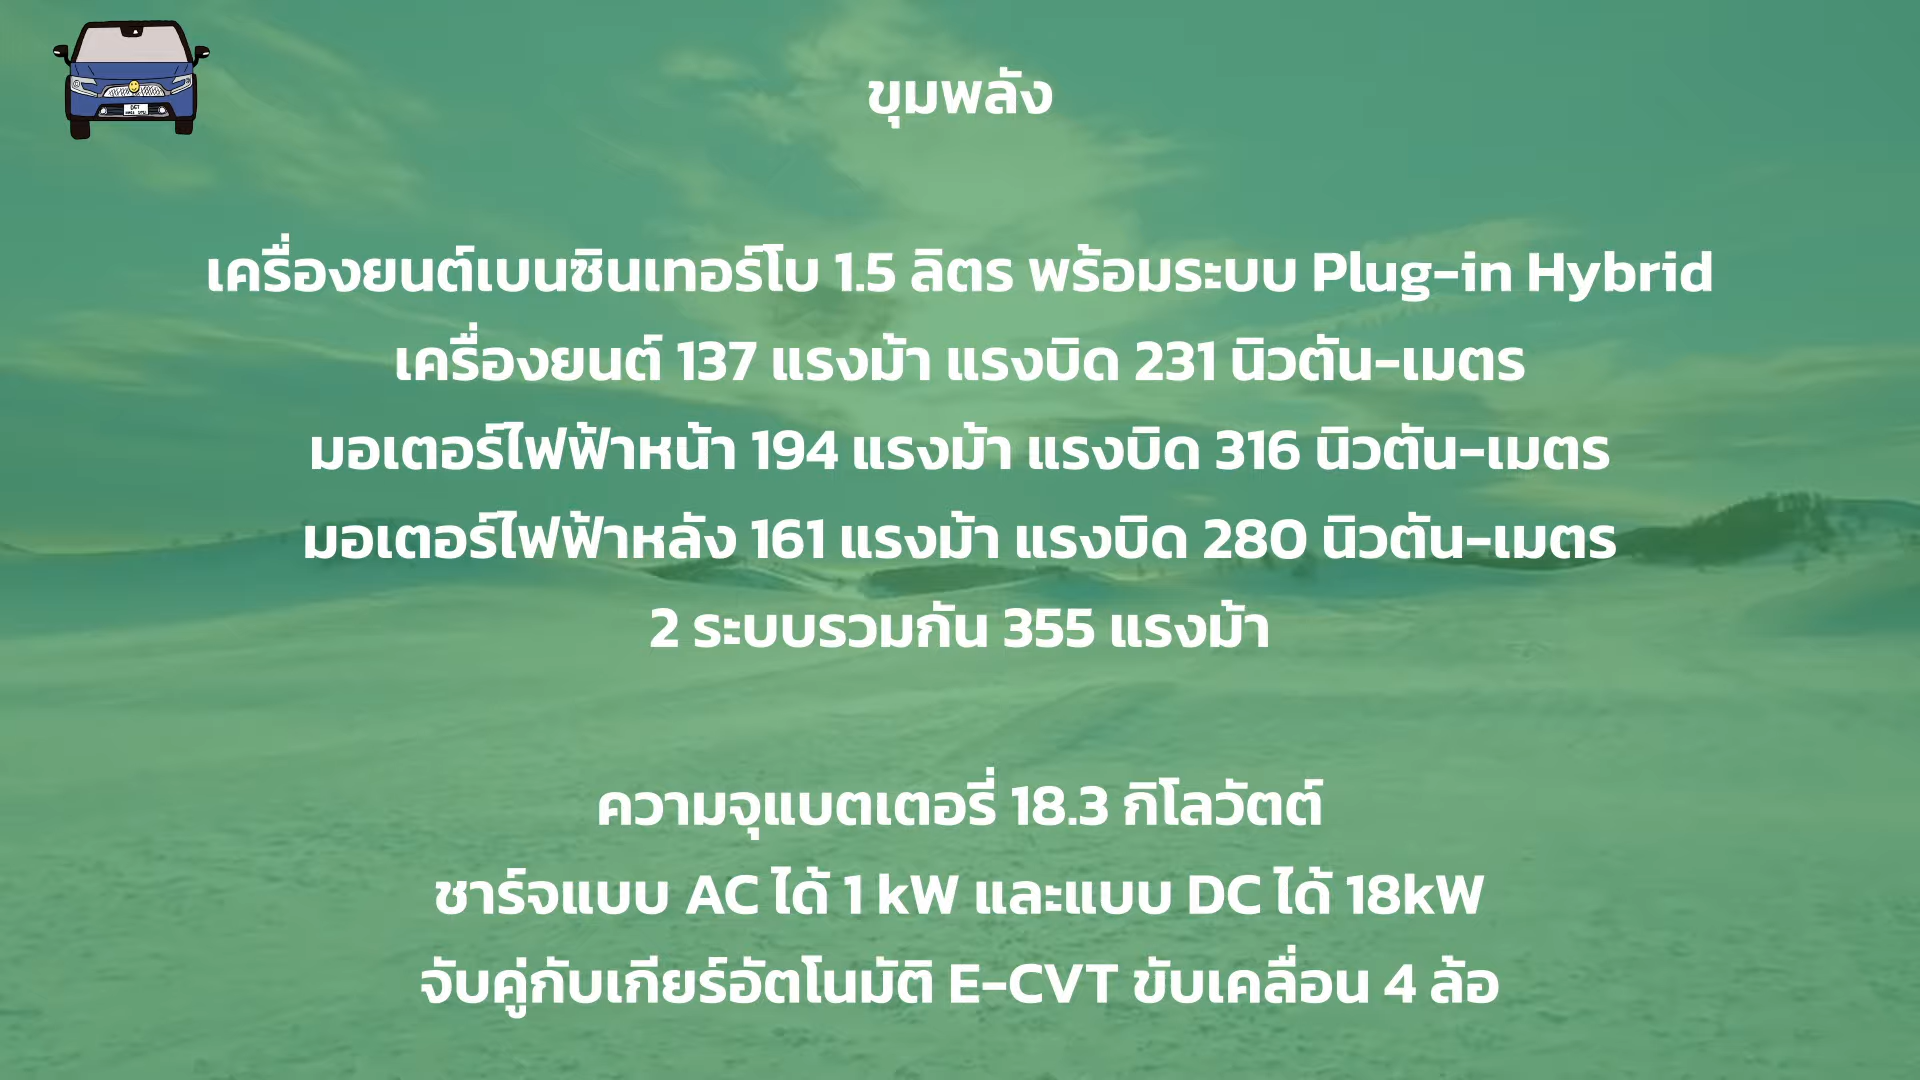 ขุมพลัง
เครื่องยนต์เบนซินเทอร์โบ 1.5 ลิตร พร้อมระบบ Plug-in Hybrid
เครื่องยนต์ 137 แรงม้า แรงบิด 231 นิวตัน-เมตร
มอเตอร์ไฟฟ้าหน้า 194 แรงม้า แรงบิด 316 นิวตัน-เมตร
มอเตอร์ไฟฟ้าหลัง 161 แรงม้า แรงบิด 280 นิวตัน-เมตร
2 ระบบรวมกัน 355 แรงม้า
ความจุแบตเตอรี่ 18.3 กิโลวัตต์
ชาร์จแบบ AC ได้ 1 kW และแบบ DC ได้ 18kW
จับคู่กับเกียร์อัตโนมัติ E-CVT ขับเคลื่อน 4 ล้อ